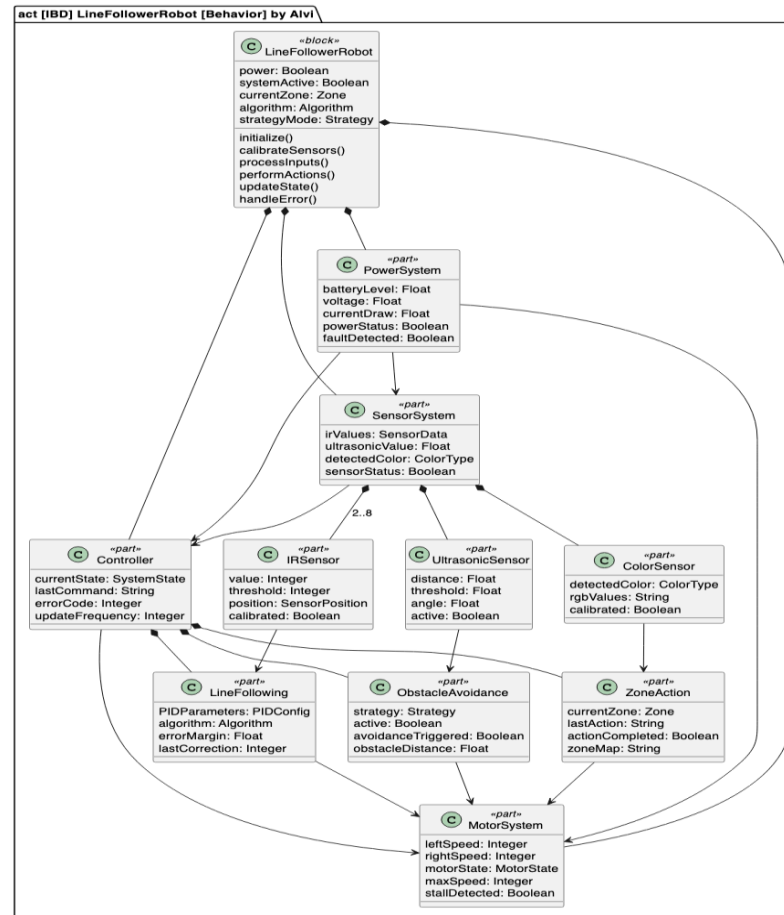 act [IBD] LineFollowerRobot [Behavior] by Alvi
«block»
C LineFollowerRobot
power: Boolean
systemActive: Boolean
currentZone: Zone
algorithm: Algorithm
strategyMode: Strategy
initialize()
calibrateSensors()
processInputs()
performActions()
updateState()
handleError()
«part»
C PowerSystem
batteryLevel: Float
voltage: Float
currentDraw: Float
powerStatus: Boolean
faultDetected: Boolean
«part»
C SensorSystem
irValues: SensorData
ultrasonicValue: Float
detectedColor: ColorType
sensorStatus: Boolean
2..8
«part»
C Controller
currentState: SystemState
lastCommand: String
errorCode: Integer
updateFrequency: Integer
«part»
C IRSensor
value: Integer
threshold: Integer
position: SensorPosition
calibrated: Boolean
«part»
C UltrasonicSensor
distance: Float
threshold: Float
angle: Float
active: Boolean
«part»
C ColorSensor
detectedColor: ColorType
rgbValues: String
calibrated: Boolean
«part»
C LineFollowing
PIDParameters: PIDConfig
algorithm: Algorithm
errorMargin: Float
lastCorrection: Integer
«part»
C ObstacleAvoidance
strategy: Strategy
active: Boolean
avoidanceTriggered: Boolean
obstacleDistance: Float
«part»
C ZoneAction
currentZone: Zone
lastAction: String
actionCompleted: Boolean
zoneMap: String
«part»
C MotorSystem
leftSpeed: Integer
rightSpeed: Integer
motorState: MotorState
maxSpeed: Integer
stallDetected: Boolean